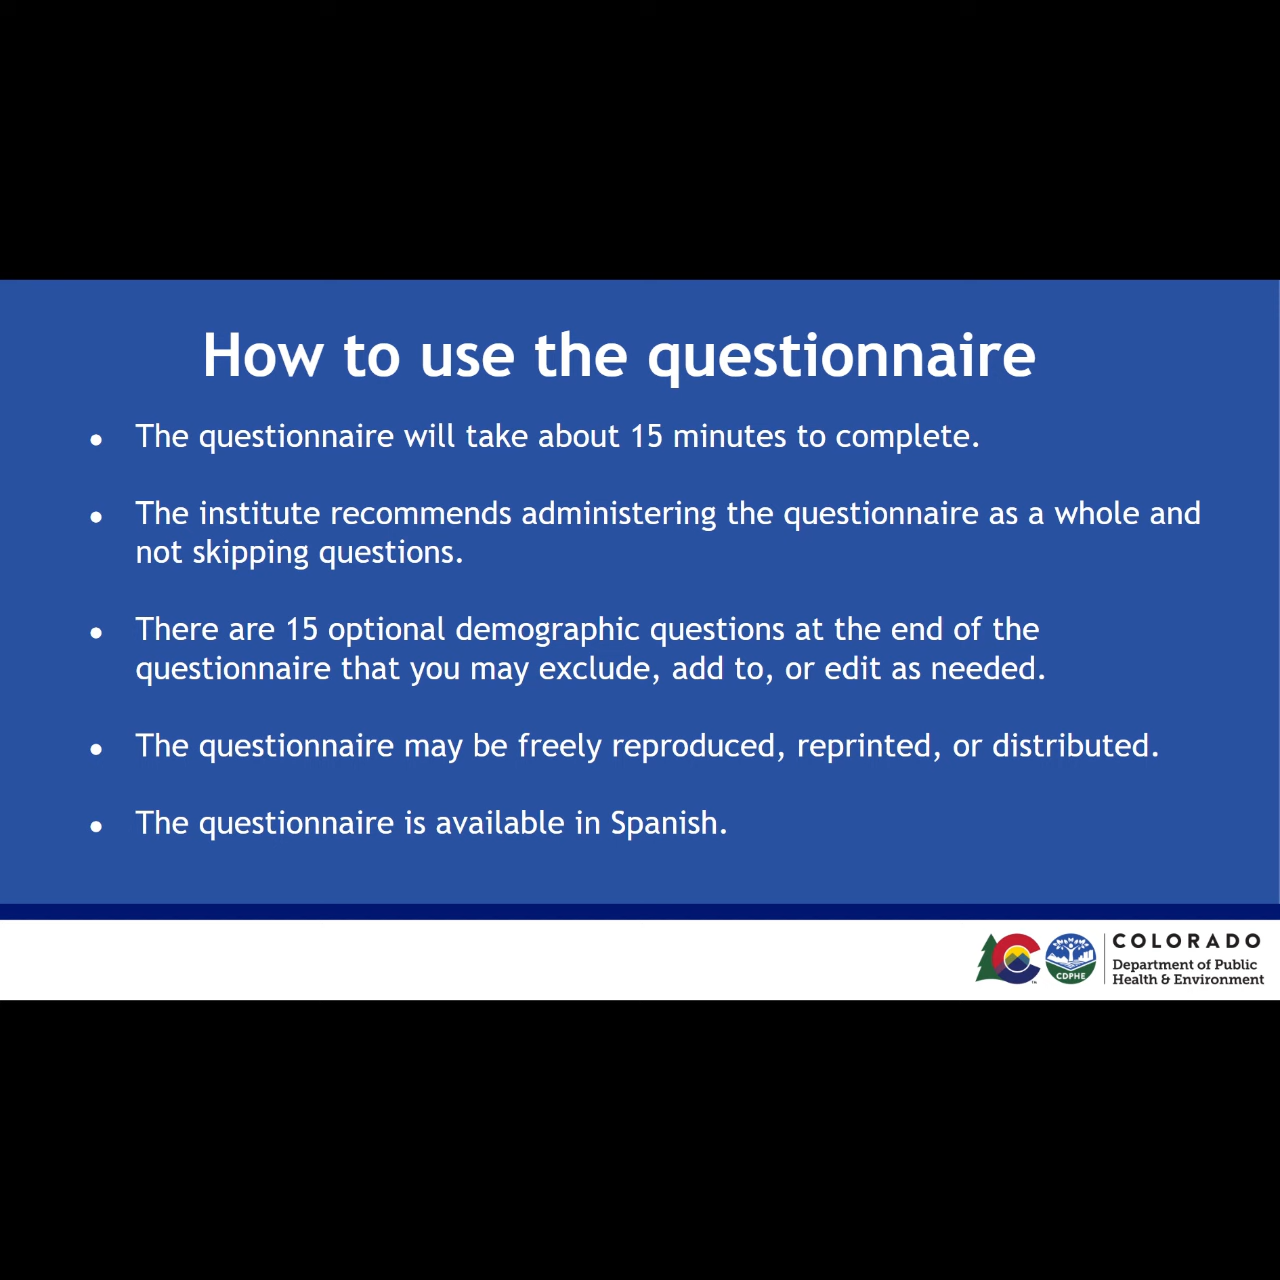 How to use the questionnaire
● The questionnaire will take about 15 minutes to complete.
● The institute recommends administering the questionnaire as a whole and
not skipping questions.
● There are 15 optional demographic questions at the end of the
questionnaire that you may exclude, add to, or edit as needed.
● The questionnaire may be freely reproduced, reprinted, or distributed.
● The questionnaire is available in Spanish.
CDPHE
COLORADO
Department of Public
Health & Environment